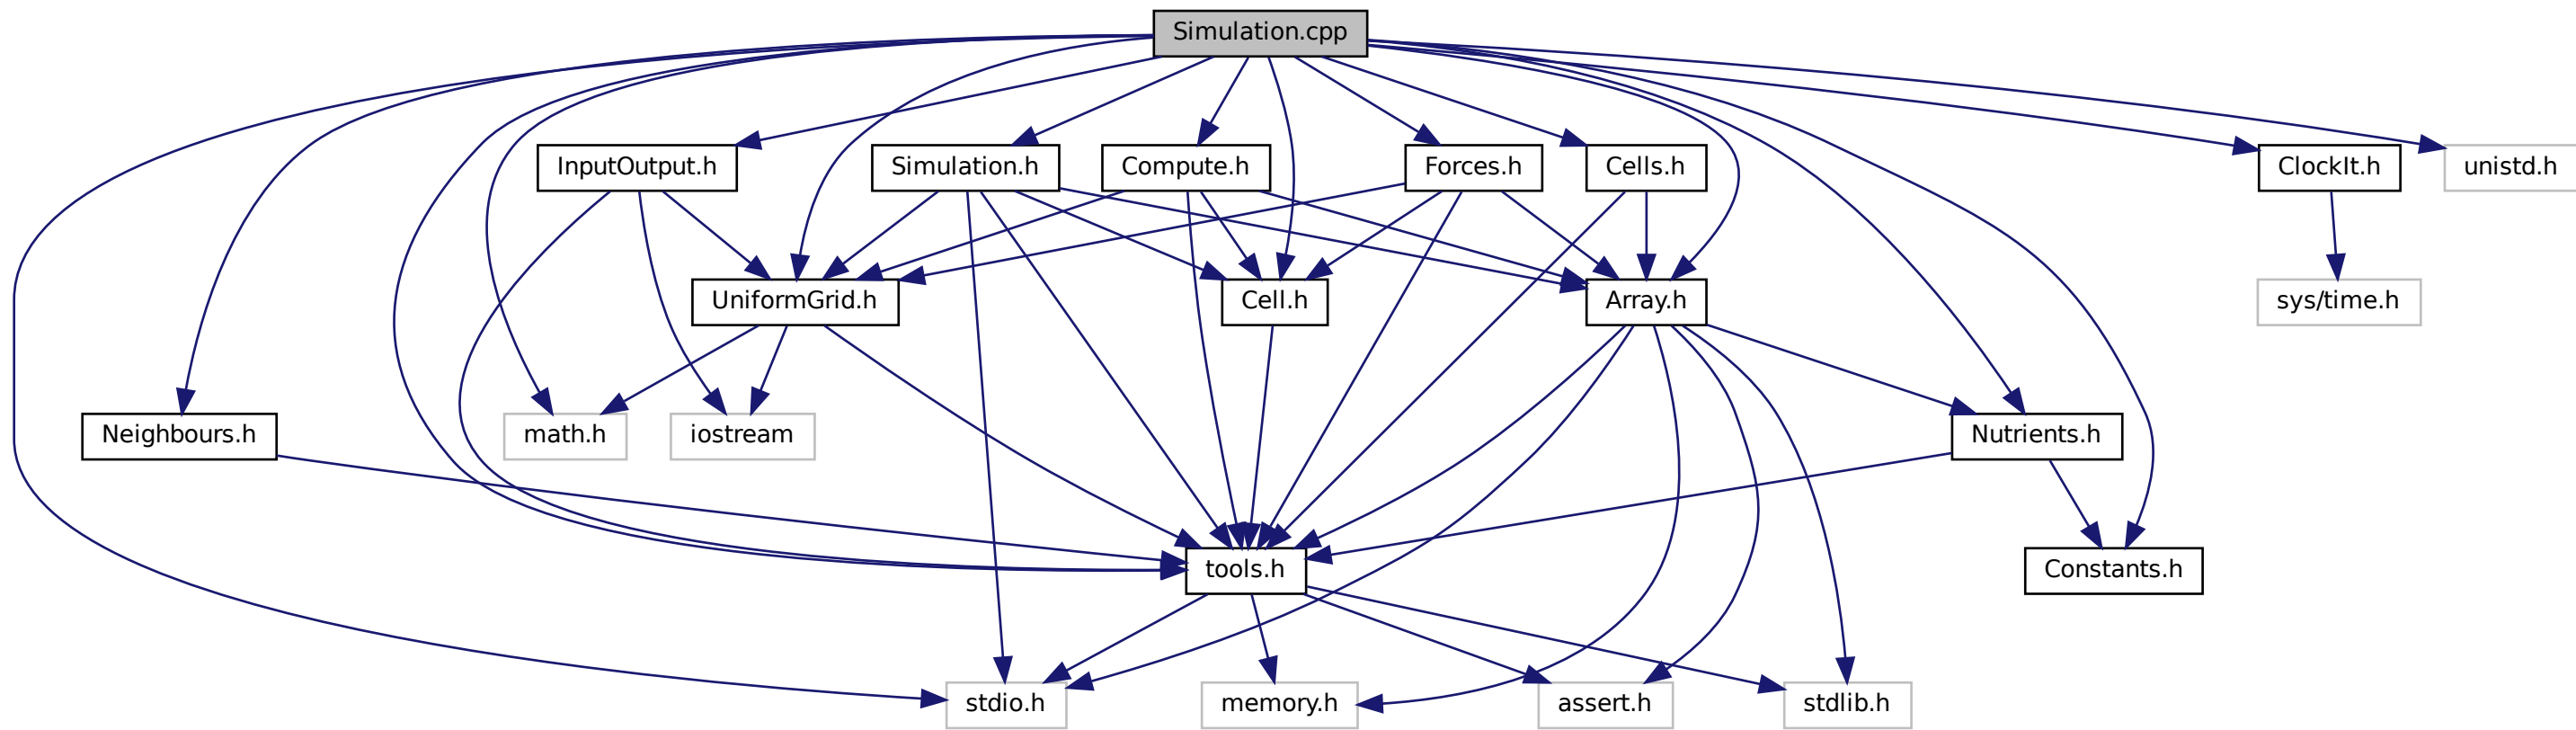 Simulation.cpp
InputOutput.h
Simulation.h
Compute.h
Forces.h
Cells.h
ClockIt.h
unistd.h
UniformGrid.h
Cell.h
Array.h
sys/time.h
Neighbours.h
math.h
iostream
Nutrients.h
tools.h
Constants.h
stdio.h
memory.h
assert.h
stdlib.h